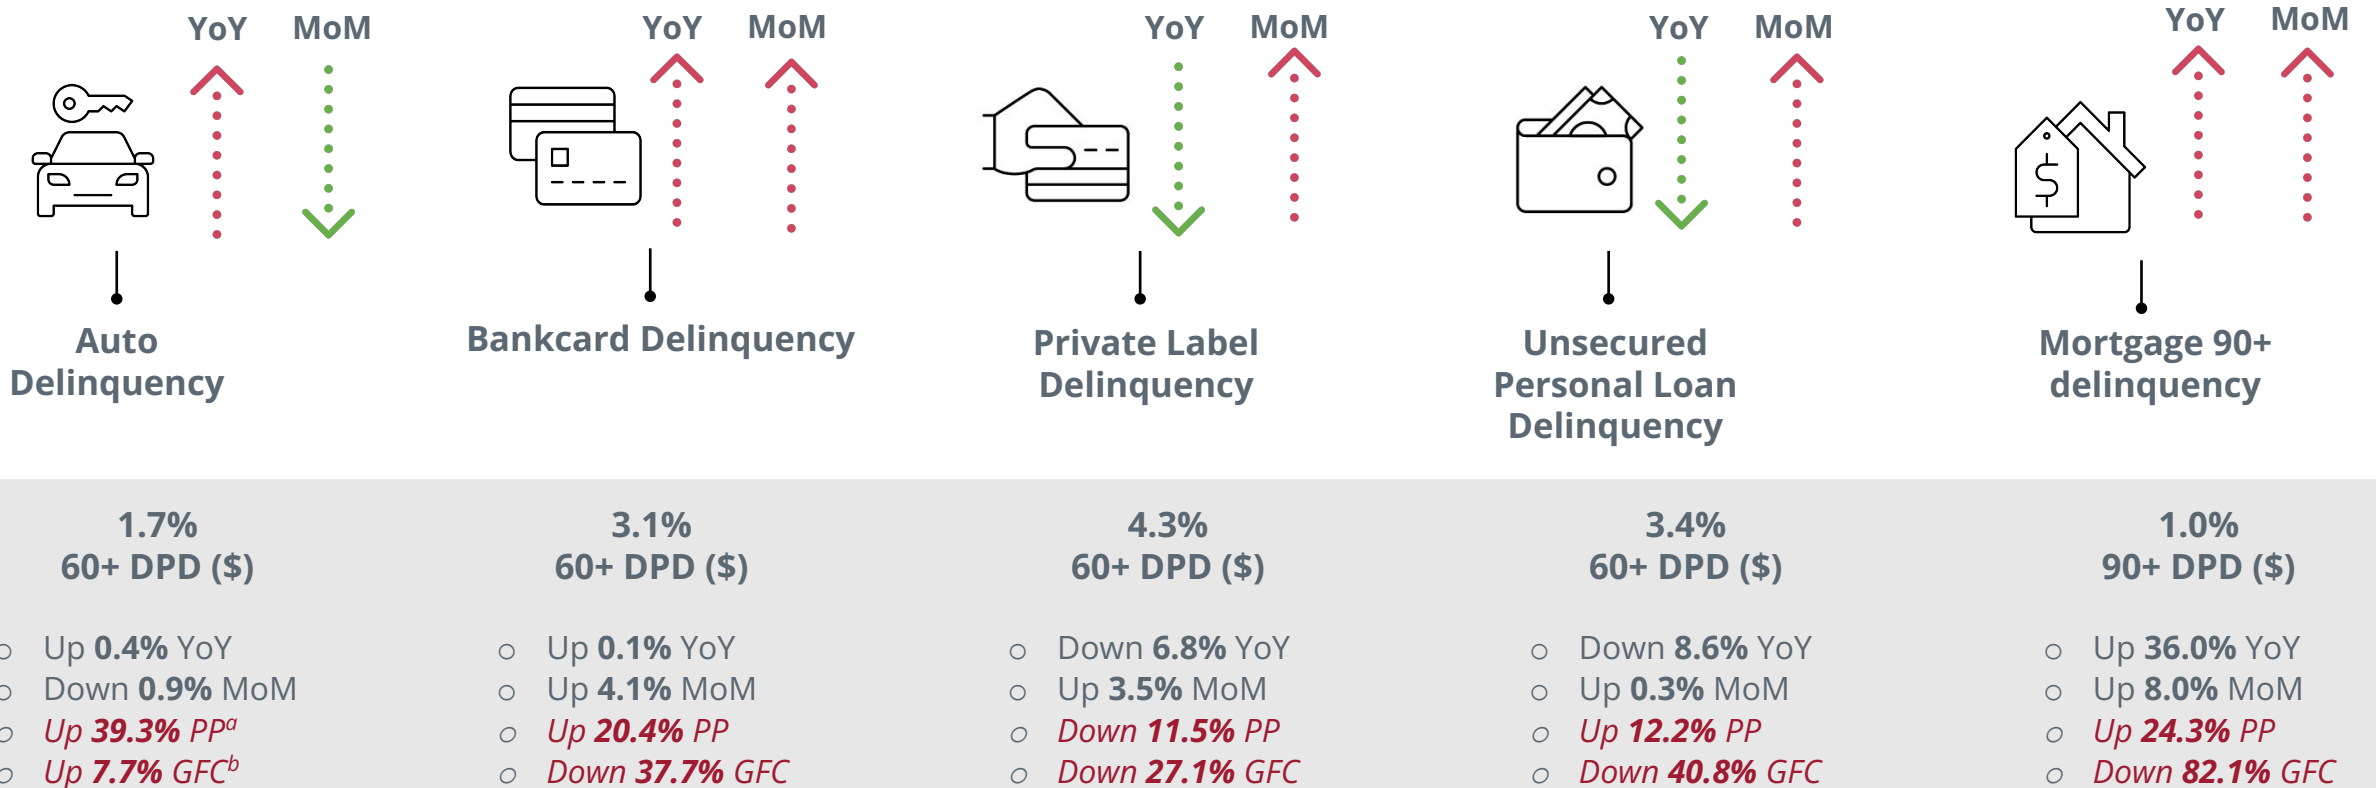 YoY MoM
Auto
Delinquency
1.7%
60+ DPD ($)
○ Up 0.4% YoY
○ Down 0.9% MoM
○ Up 39.3% PPᵃ
○ Up 7.7% GFCᵇ
YoY MoM
Bankcard Delinquency
3.1%
60+ DPD ($)
○ Up 0.1% YoY
○ Up 4.1% MoM
○ Up 20.4% PP
○ Down 37.7% GFC
YoY MoM
Private Label
Delinquency
4.3%
60+ DPD ($)
○ Down 6.8% YoY
○ Up 3.5% MoM
○ Down 11.5% PP
○ Down 27.1% GFC
YoY MoM
Unsecured
Personal Loan
Delinquency
3.4%
60+ DPD ($)
○ Down 8.6% YoY
○ Up 0.3% MoM
○ Up 12.2% PP
○ Down 40.8% GFC
YoY MoM
$
Mortgage 90+
delinquency
1.0%
90+ DPD ($)
○ Up 36.0% YoY
○ Up 8.0% MoM
○ Up 24.3% PP
○ Down 82.1% GFC